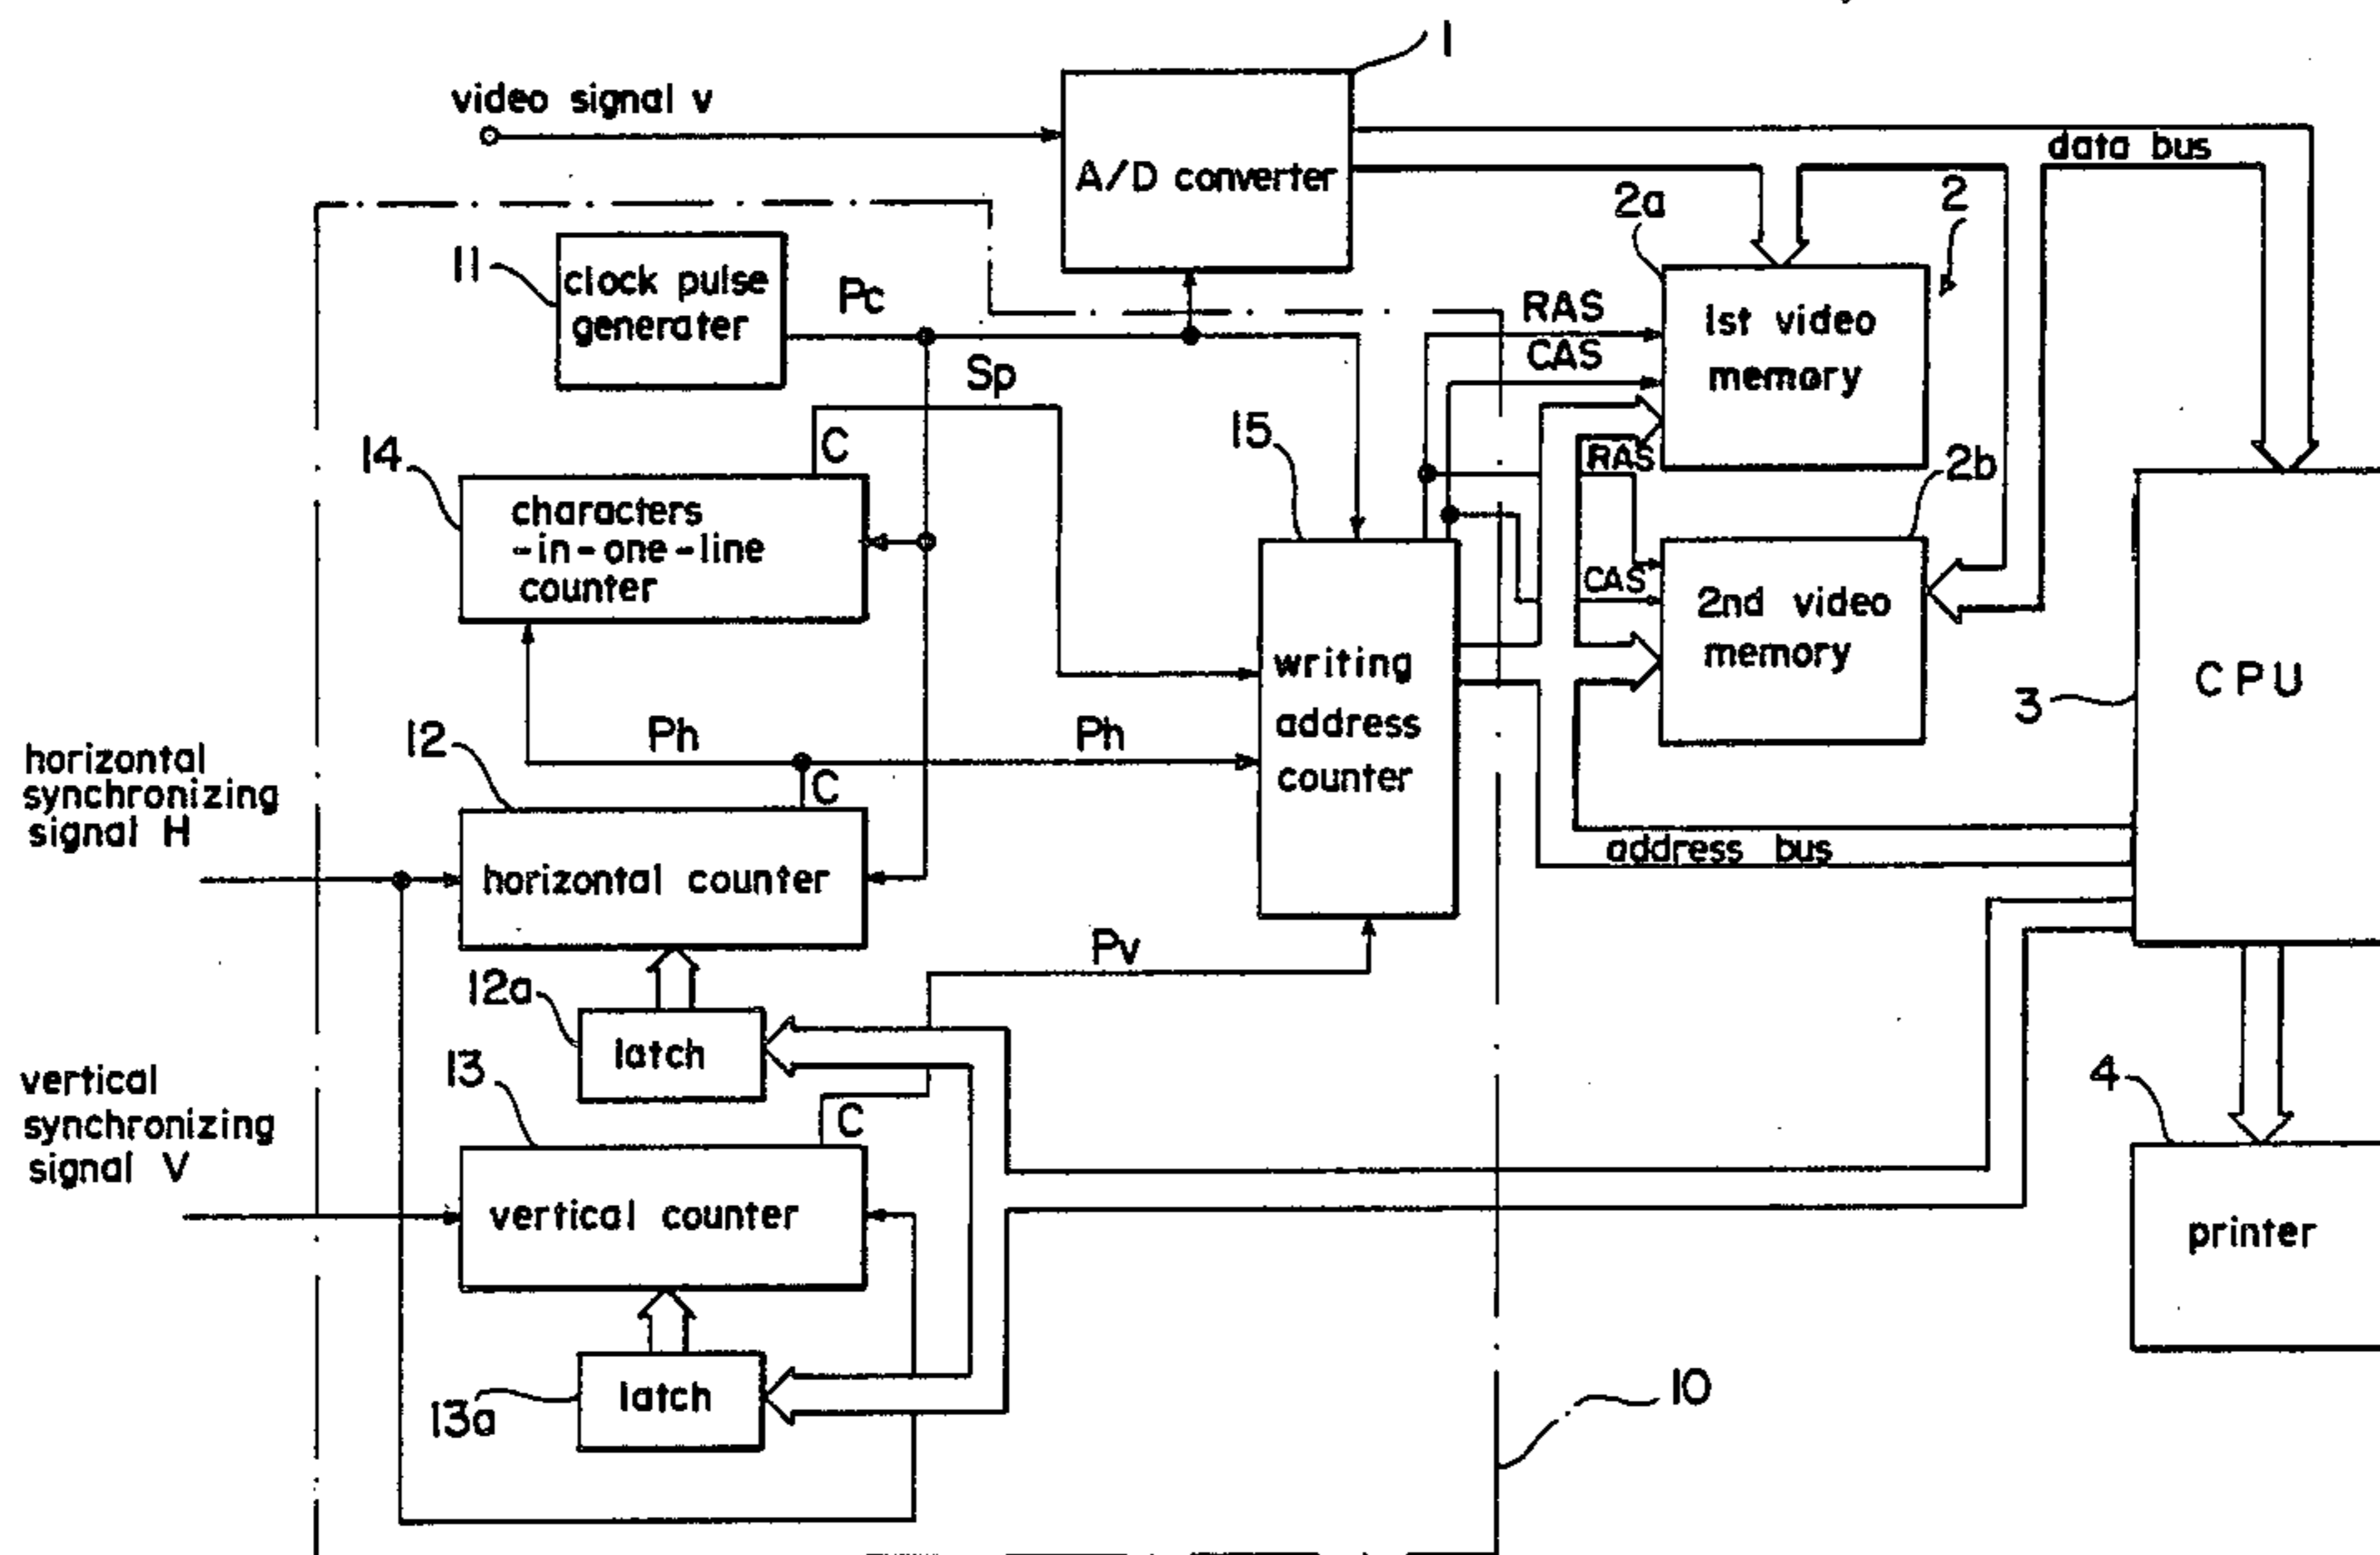 1
video signal v
data bus
A/D converter
2a
2
11
clock pulse
generater
Pc
RAS
1st video
memory
CAS
Sp
14
C
15
RAS
2b
characters
-in-one-line
counter
CAS
2nd video
memory
writing
address
counter
CPU
3
12
Ph
Ph
horizontal
synchronizing
signal H
C
address bus
horizontal counter
Pv
12a
latch
4
vertical
synchronizing
signal V
13
C
vertical counter
printer
10
13a
latch